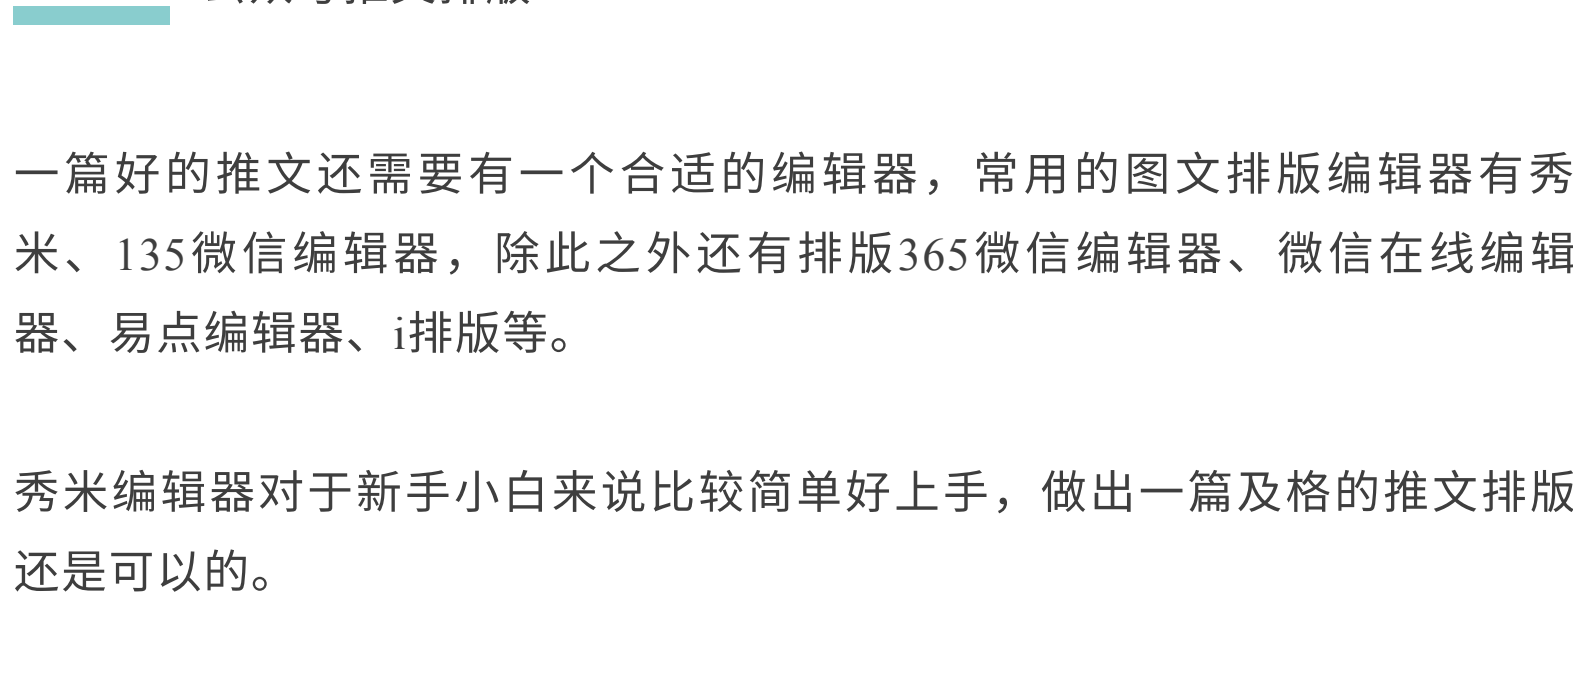 一篇好的推文还需要有一个合适的编辑器，常用的图文排版编辑器有秀
米、135微信编辑器，除此之外还有排版365微信编辑器、微信在线编辑
器、易点编辑器、i排版等。
秀米编辑器对于新手小白来说比较简单好上手，做出一篇及格的推文排版
还是可以的。